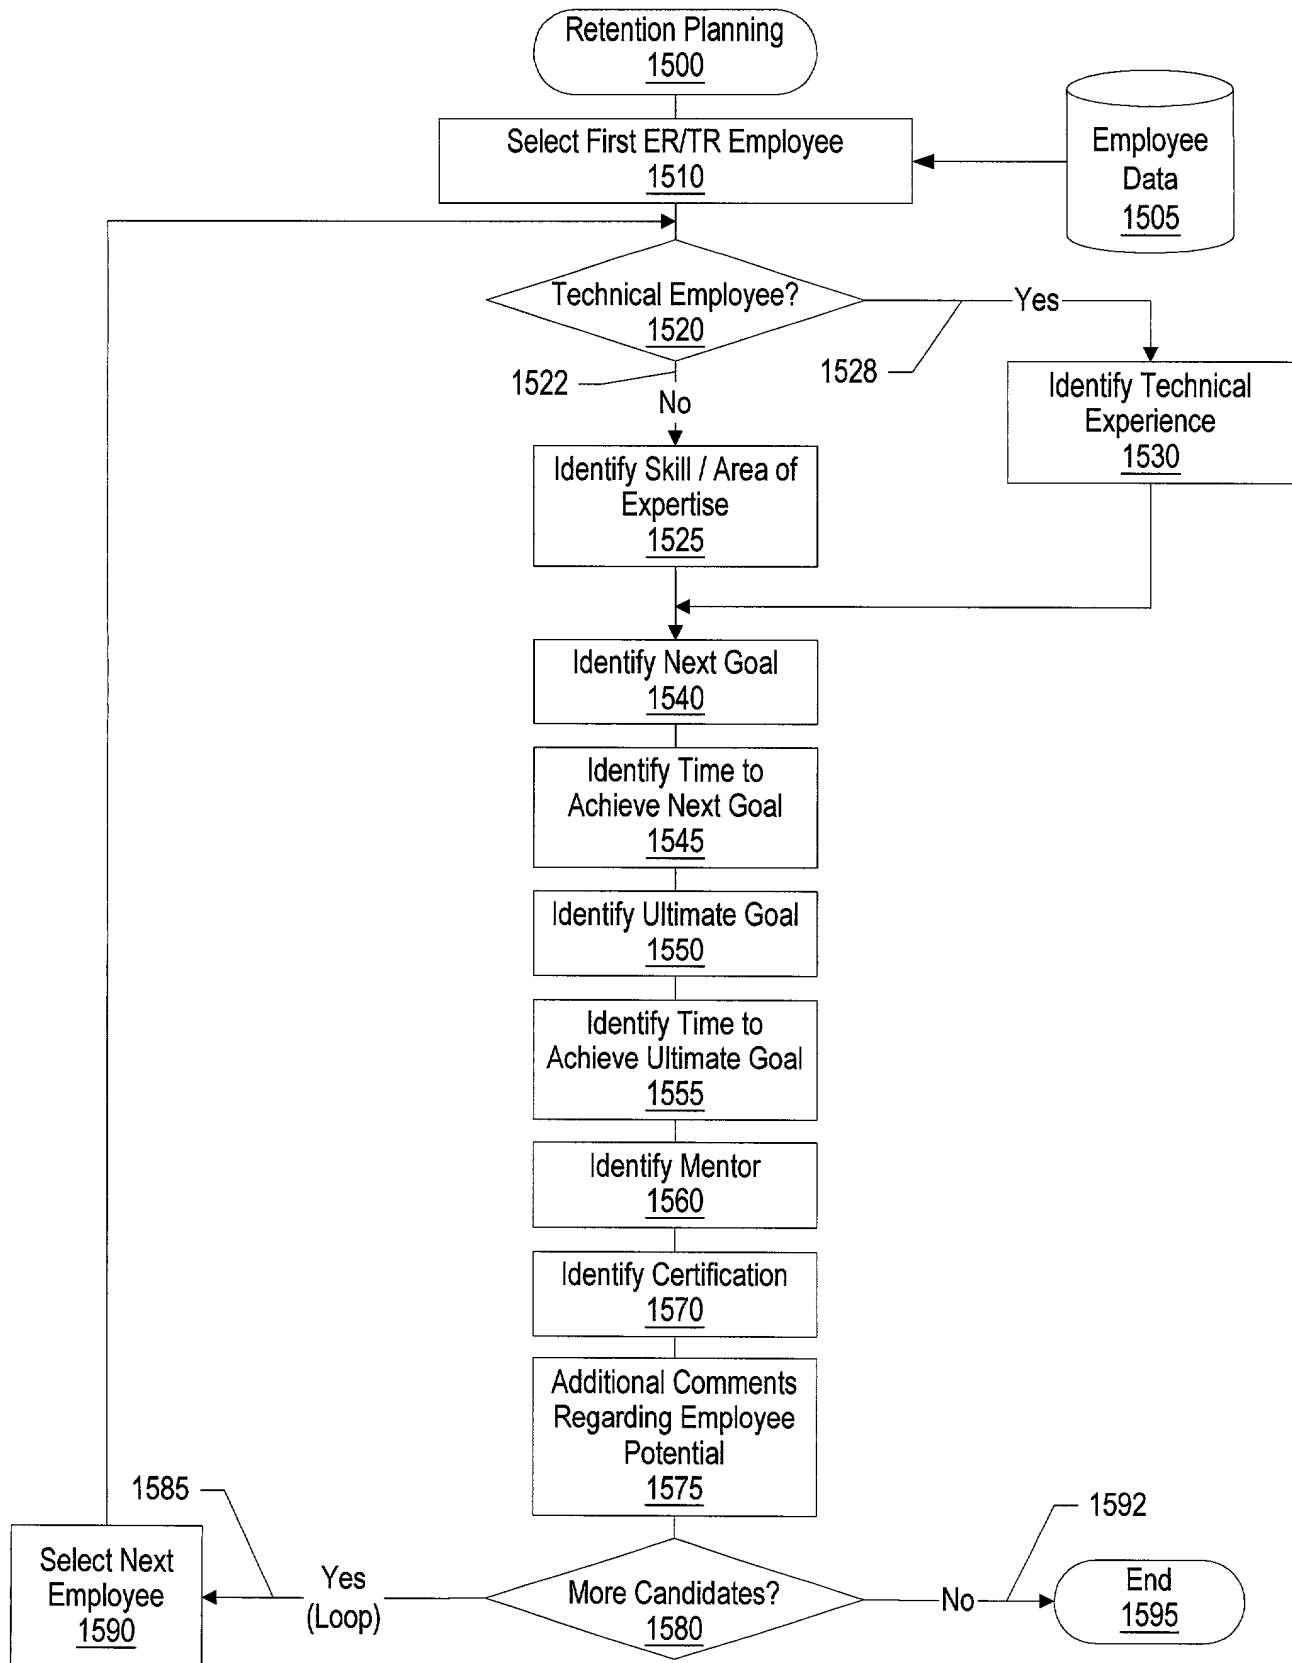 Retention Planning
1500
Select First ER/TR Employee
1510
Employee
Data
1505
Technical Employee?
1520
Yes
1528
1522
No
Identify Technical
Experience
1530
Identify Skill / Area of
Expertise
1525
Identify Next Goal
1540
Identify Time to
Achieve Next Goal
1545
Identify Ultimate Goal
1550
Identify Time to
Achieve Ultimate Goal
1555
Identify Mentor
1560
Identify Certification
1570
Additional Comments
Regarding Employee
Potential
1575
1585
1592
Select Next
Employee
1590
Yes
(Loop)
More Candidates?
1580
No
End
1595